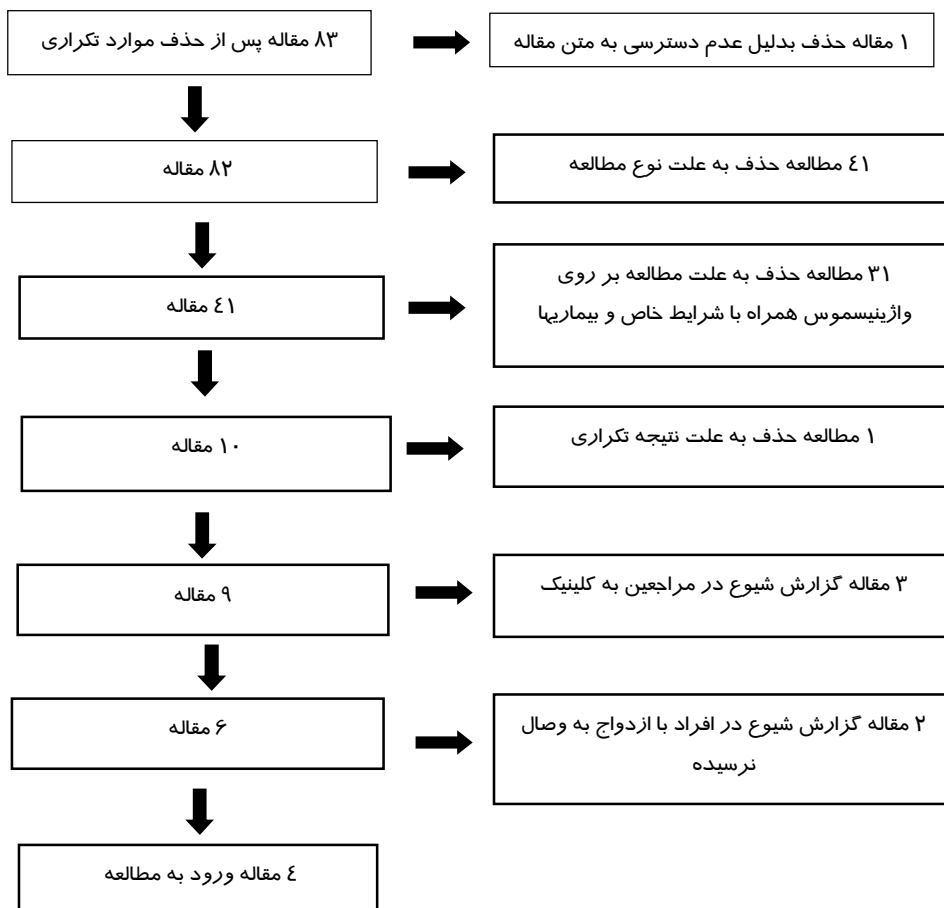 ۸۳ مقاله پس از حذف موارد تکراری
۱ مقاله حذف بدلیل عدم دسترسی به متن مقاله
۸۲ مقاله
٤۱ مطالعه حذف به علت نوع مطالعه
٤۱ مقاله
۳۱ مطالعه حذف به علت مطالعه بر روی
واژینیسموس همراه با شرایط خاص و بیماریها
۱۰ مقاله
۱ مطالعه حذف به علت نتیجه تکراری
۹ مقاله
۳ مقاله گزارش شیوع در مراجعین به کلینیک
۶ مقاله
۲ مقاله گزارش شیوع در افراد با ازدواج به وصال
نرسیده
٤ مقاله ورود به مطالعه